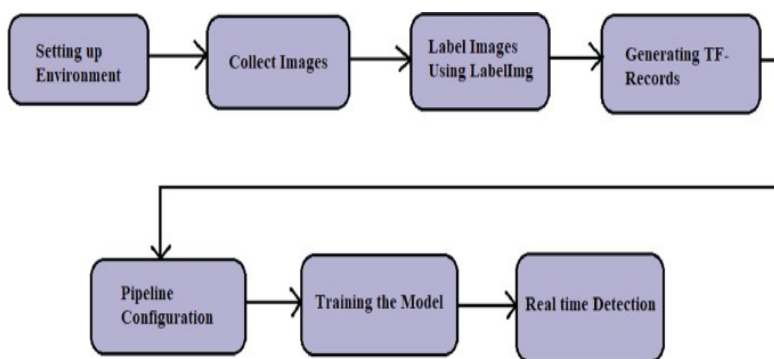 Setting up
Environment
Collect Images
Label Images
Using LabelImg
Generating TF-
Records
Pipeline
Configuration
Training the Model
Real time Detection